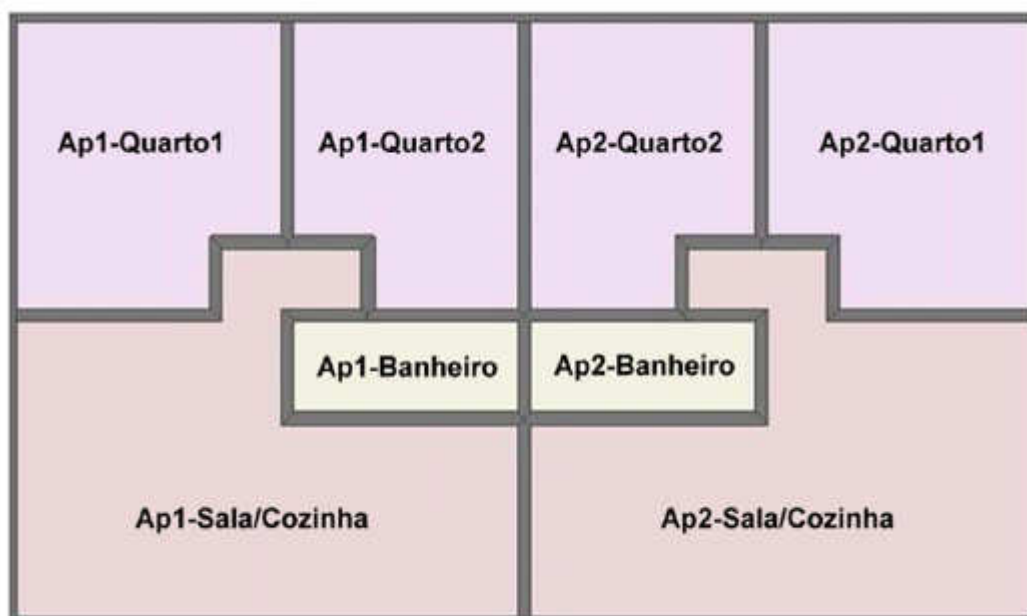 Ap1-Quarto1
Ap1-Quarto2
Ap2-Quarto2
Ap2-Quarto1
Ap1-Banheiro
Ap2-Banheiro
Ap1-Sala/Cozinha
Ap2-Sala/Cozinha